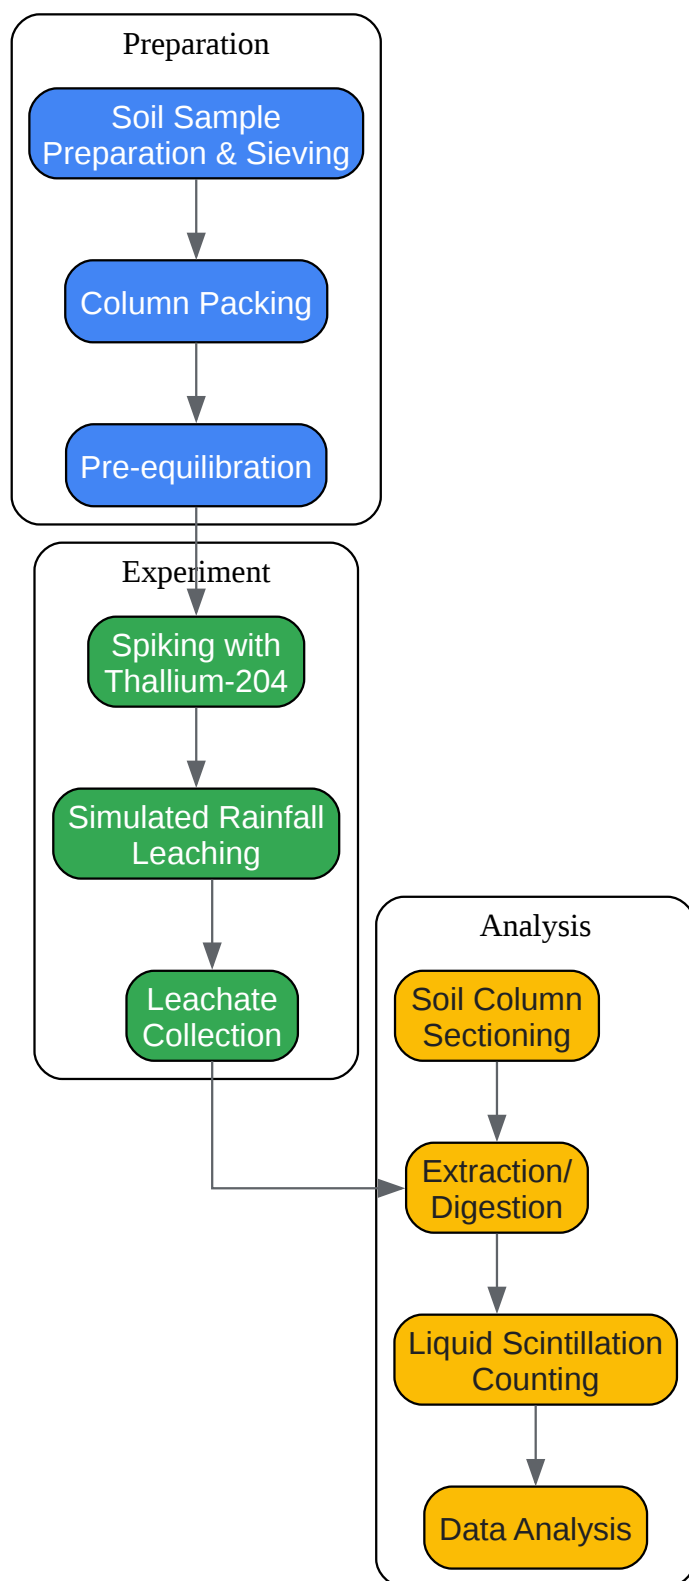 Preparation
Soil Sample
Preparation & Sieving
Column Packing
Pre-equilibration
Experiment
Spiking with
Thallium-204
Simulated Rainfall
Leaching
Leachate
Collection
Analysis
Soil Column
Sectioning
Extraction/
Digestion
Liquid Scintillation
Counting
Data Analysis